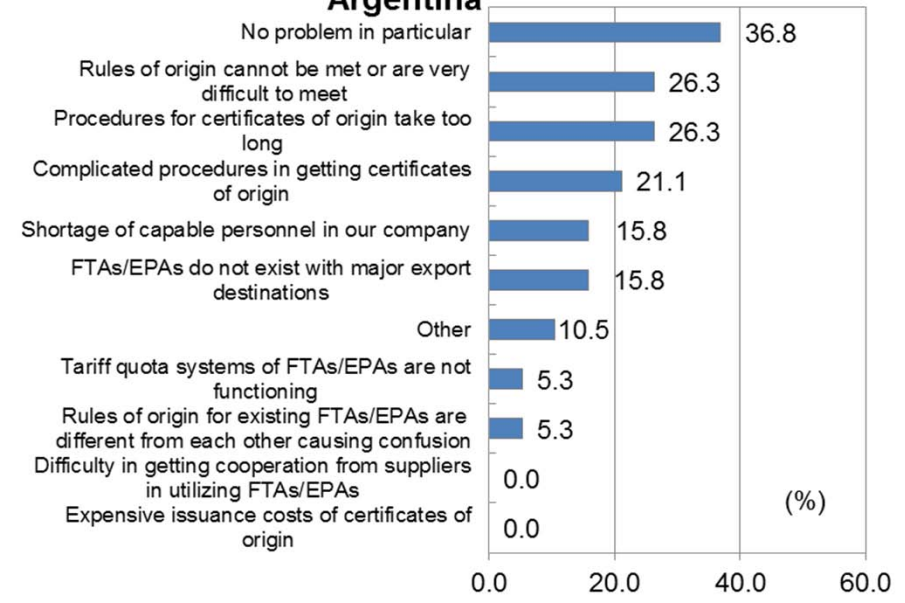 Argentina
No problem in particular
36.8
Rules of origin cannot be met or are very
difficult to meet
26.3
Procedures for certificates of origin take too
long
26.3
Complicated procedures in getting certificates
of origin
21.1
Shortage of capable personnel in our company
15.8
FTAs/EPAs do not exist with major export
destinations
15.8
Other
10.5
Tariff quota systems of FTAs/EPAs are not
functioning
5.3
Rules of origin for existing FTAs/EPAs are
different from each other causing confusion
5.3
Difficulty in getting cooperation from suppliers
in utilizing FTAs/EPAs
0.0
(%)
Expensive issuance costs of certificates of
origin
0.0
0.0 20.0 40.0 60.0